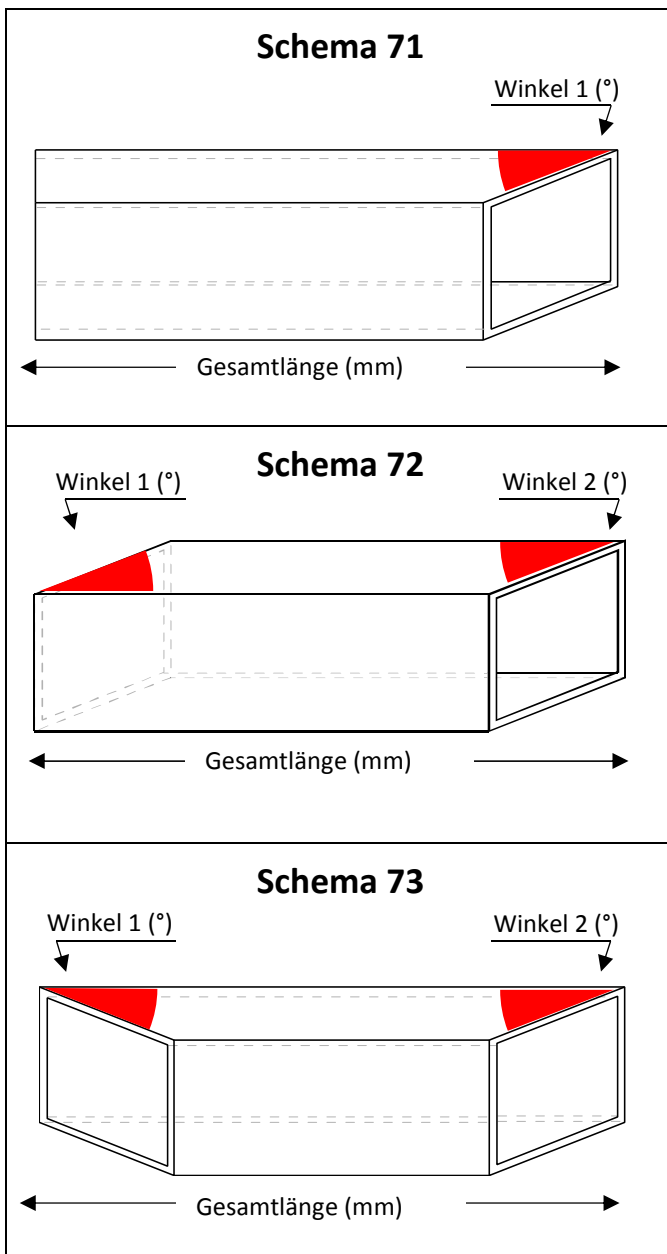 Schema 71
Winkel 1 (°)
Gesamtlänge (mm)
Schema 72
Winkel 1 (°) Winkel 2 (°)
Gesamtlänge (mm)
Schema 73
Winkel 1 (°) Winkel 2 (°)
Gesamtlänge (mm)